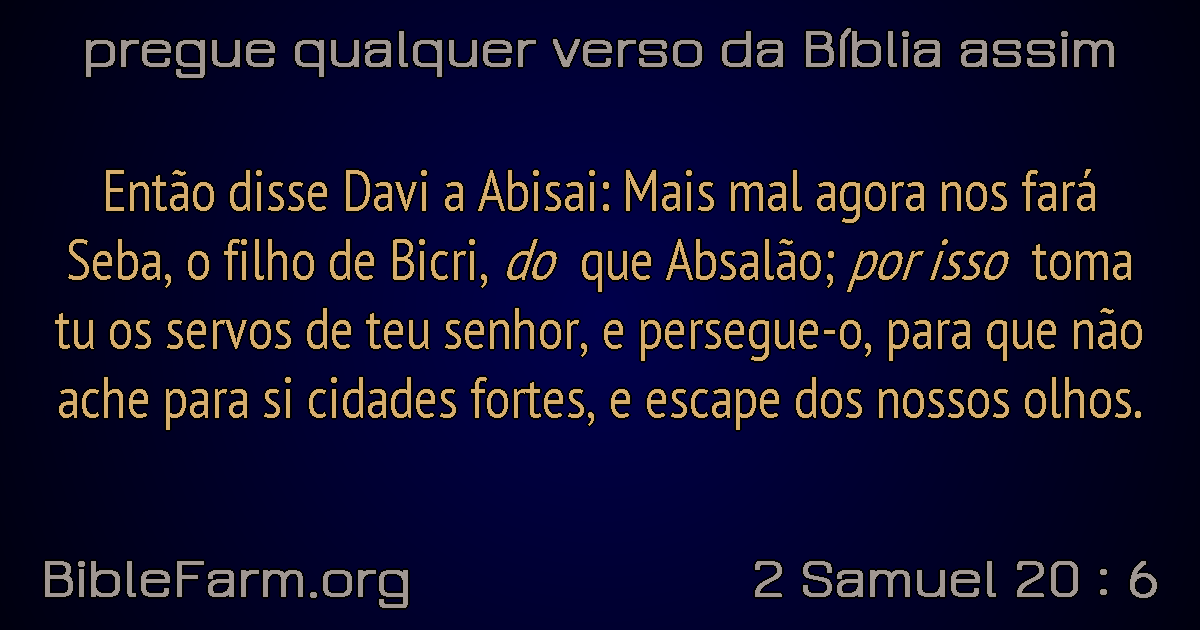 pregue qualquer verso da Bíblia assim
Então disse Davi a Abisai: Mais mal agora nos fará
Seba, o filho de Bicri, do que Absalão; por isso toma
tu os servos de teu senhor, e persegue-o, para que não
ache para si cidades fortes, e escape dos nossos olhos.
BibleFarm.org
2 Samuel 20 : 6